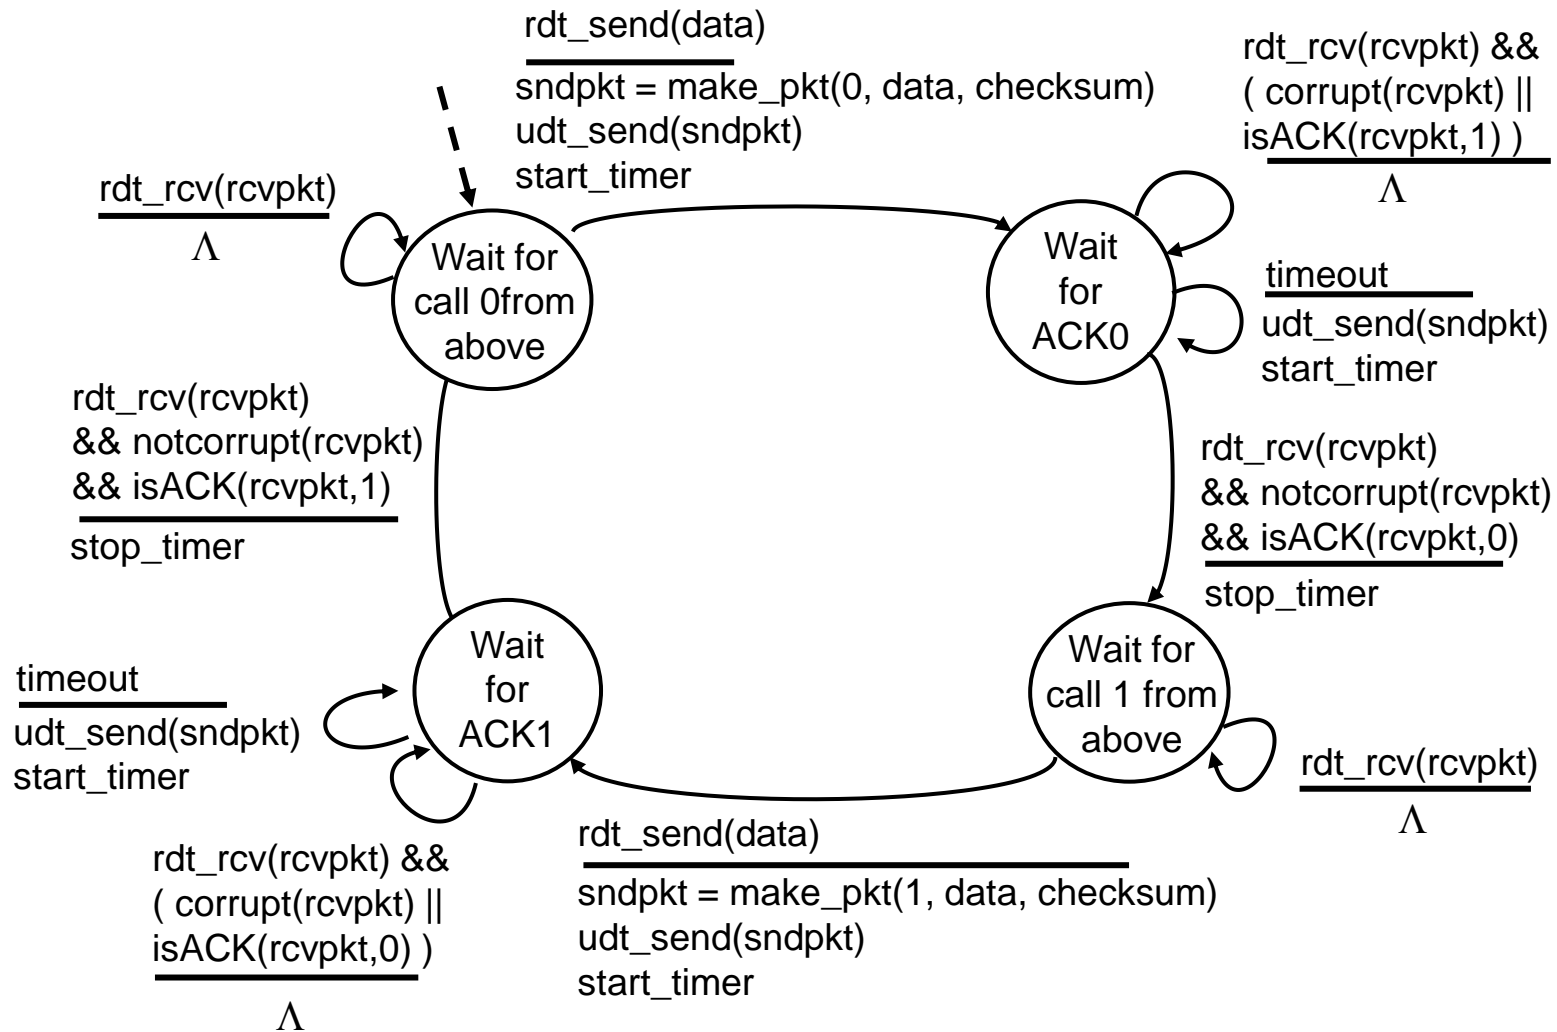 rdt_send(data)
sndpkt = make_pkt(0, data, checksum)
udt_send(sndpkt)
start_timer
rdt_rcv(rcvpkt) &&
( corrupt(rcvpkt) ||
isACK(rcvpkt,1) )
Λ
rdt_rcv(rcvpkt)
Λ
Wait for
call 0from
above
Wait
for
ACK0
timeout
udt_send(sndpkt)
start_timer
rdt_rcv(rcvpkt)
&& notcorrupt(rcvpkt)
&& isACK(rcvpkt,1)
stop_timer
rdt_rcv(rcvpkt)
&& notcorrupt(rcvpkt)
&& isACK(rcvpkt,0)
stop_timer
Wait
for
ACK1
Wait for
call 1 from
above
timeout
udt_send(sndpkt)
start_timer
rdt_rcv(rcvpkt)
Λ
rdt_rcv(rcvpkt) &&
( corrupt(rcvpkt) ||
isACK(rcvpkt,0) )
Λ
rdt_send(data)
sndpkt = make_pkt(1, data, checksum)
udt_send(sndpkt)
start_timer